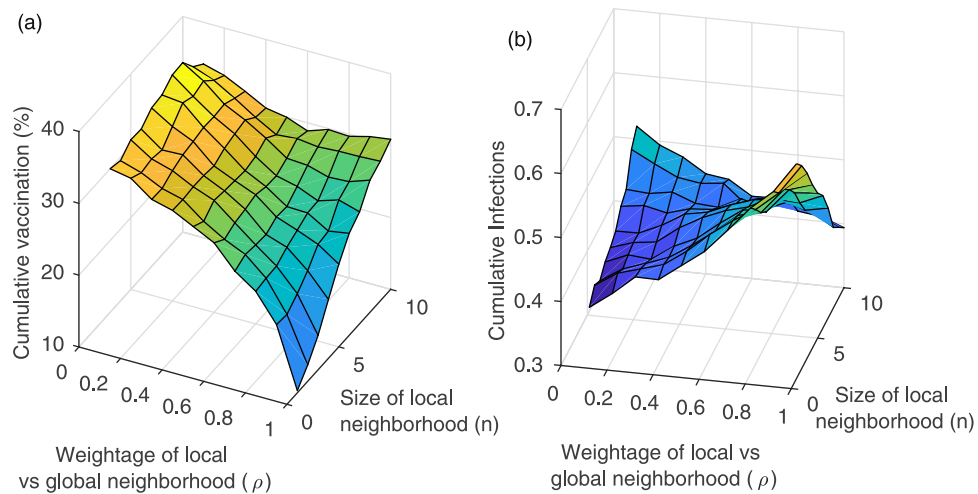 (a)
Cumulative vaccination (%)
40
30
20
10
0
0.2
0.4
0.6
0.8
1
0
5
10
Weightage of local
vs global neighborhood (ρ)
Size of local
neighborhood (n)
(b)
Cumulative Infections
0.7
0.6
0.5
0.4
0.3
0
0.2
0.4
0.6
0.8
1
0
5
10
Weightage of local vs
global neighborhood (ρ)
Size of local
neighborhood (n)